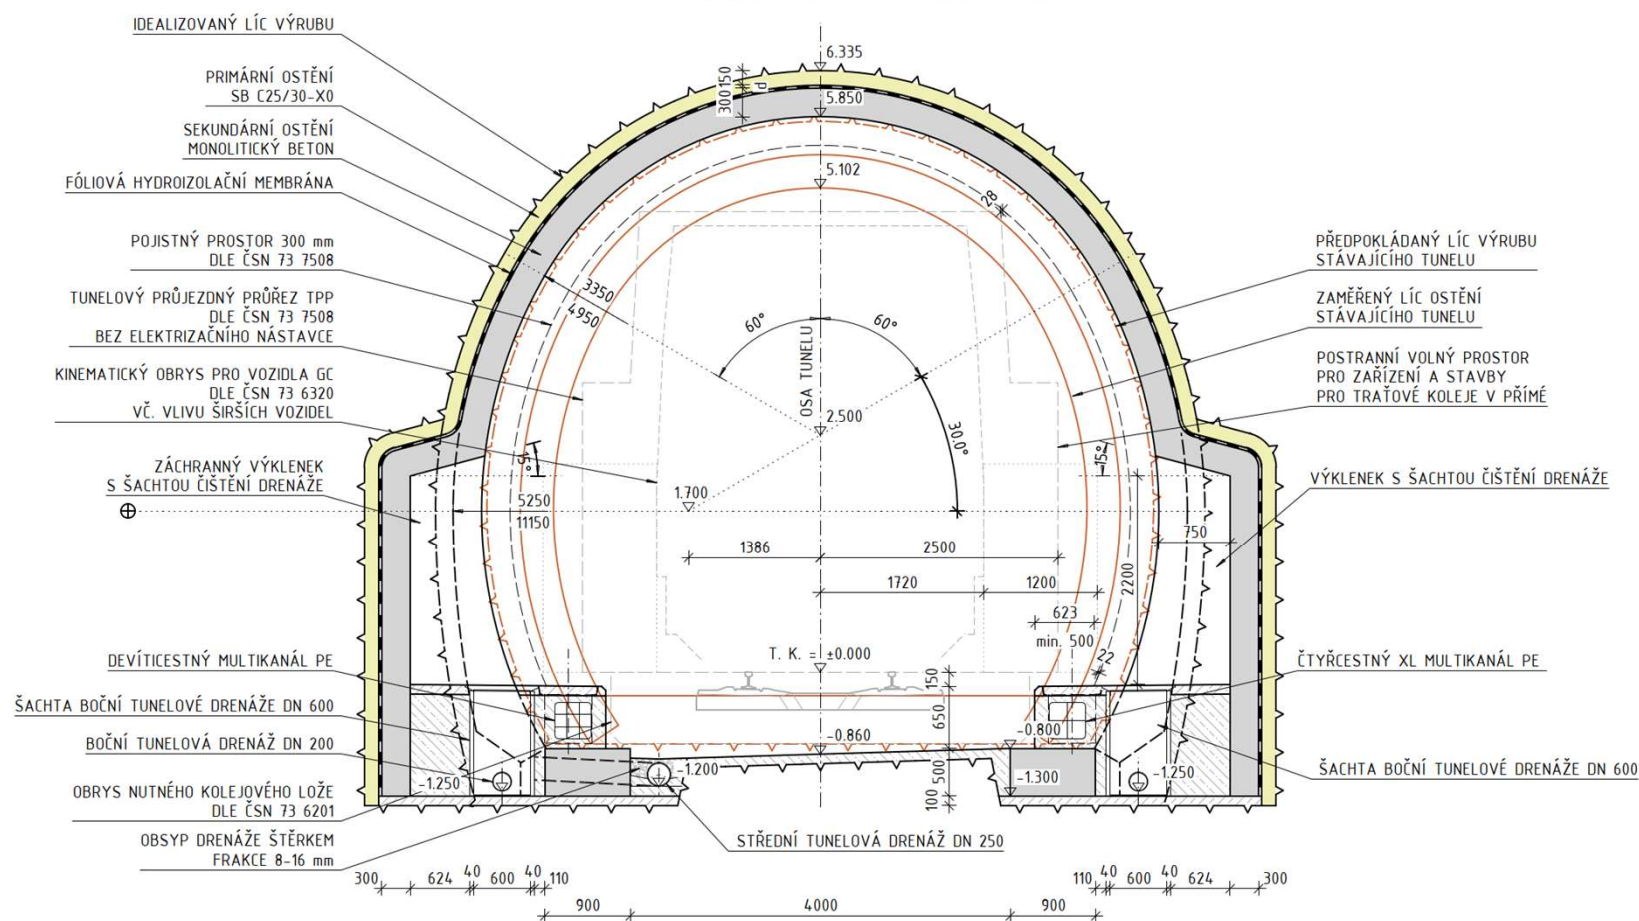 IDEALIZOVANÝ LÍC VÝRUBU
PRIMÁRNÍ OSTĚNÍ
SB C25/30-X0
SEKUNDÁRNÍ OSTĚNÍ
MONOLITICKÝ BETON
FÓLIOVÁ HYDROIZOLAČNÍ MEMBRÁNA
POJISTNÝ PROSTOR 300 mm
DLE ČSN 73 7508
TUNELOVÝ PRŮJEZDNÝ PRŮŘEZ TPP
DLE ČSN 73 7508
BEZ ELEKTRIZAČNÍHO NÁSTAVCE
KINEMATICKÝ OBRYS PRO VOZIDLA GC
DLE ČSN 73 6320
VČ. VLIVU ŠIRŠÍCH VOZIDEL
ZÁCHRANNÝ VÝKLENEK
S ŠACHTOU ČIŠTĚNÍ DRENÁŽE
DEVÍTICESTNÝ MULTIKANÁL PE
ŠACHTA BOČNÍ TUNELOVÉ DRENÁŽE DN 600
BOČNÍ TUNELOVÁ DRENÁŽ DN 200
OBRYS NUTNÉHO KOLEJOVÉHO LOŽE
DLE ČSN 73 6201
OBSYP DRENÁŽE ŠTĚRKEM
FRAKCE 8-16 mm
6.335
150
d
300
5.850
5.102
28
3350
4950
60°
60°
OSA TUNELU
2.500
30.0°
15°
15°
1.700
5250
11150
1386
2500
750
1720
1200
2200
623
min. 500
T. K. = ±0.000
22
150
650
-0.800
-0.860
-1.200
-1.250
-1.250
-1.300
500
100
STŘEDNÍ TUNELOVÁ DRENÁŽ DN 250
PŘEDPOKLÁDANÝ LÍC VÝRUBU
STÁVAJÍCÍHO TUNELU
ZAMĚŘENÝ LÍC OSTĚNÍ
STÁVAJÍCÍHO TUNELU
POSTRANNÍ VOLNÝ PROSTOR
PRO ZAŘÍZENÍ A STAVBY
PRO TRAŤOVÉ KOLEJE V PŘÍMÉ
VÝKLENEK S ŠACHTOU ČIŠTĚNÍ DRENÁŽE
ČTYŘCESTNÝ XL MULTIKANÁL PE
ŠACHTA BOČNÍ TUNELOVÉ DRENÁŽE DN 600
300 624 40 600 40 110
110 40 600 40 624 300
900 4000 900